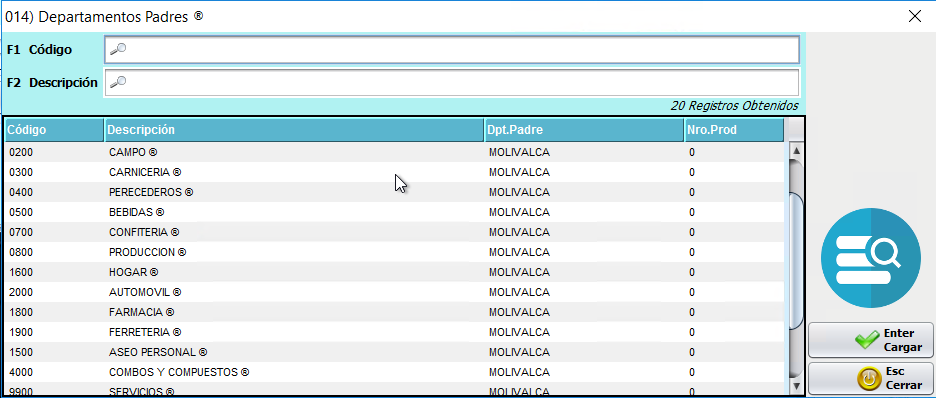 014) Departamentos Padres ®
F1 Código
F2 Descripción
20 Registros Obtenidos
Código Descripción Dpt.Padre Nro.Prod
0200 CAMPO ® MOLIVALCA 0
0300 CARNICERIA ® MOLIVALCA 0
0400 PERECEDEROS ® MOLIVALCA 0
0500 BEBIDAS ® MOLIVALCA 0
0700 CONFITERIA ® MOLIVALCA 0
0800 PRODUCCION ® MOLIVALCA 0
1600 HOGAR ® MOLIVALCA 0
2000 AUTOMOVIL ® MOLIVALCA 0
1800 FARMACIA ® MOLIVALCA 0
1900 FERRETERIA ® MOLIVALCA 0
1500 ASEO PERSONAL ® MOLIVALCA 0
4000 COMBOS Y COMPUESTOS ® MOLIVALCA 0
9900 SERVICIOS ® MOLIVALCA 0
Enter
Cargar
Esc
Cerrar